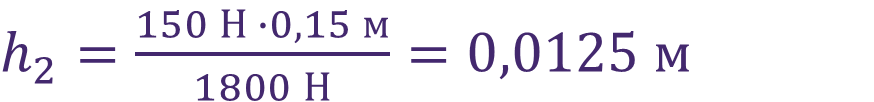 h₂ = (150 Н ·0,15 м)/(1800 Н) = 0,0125 м